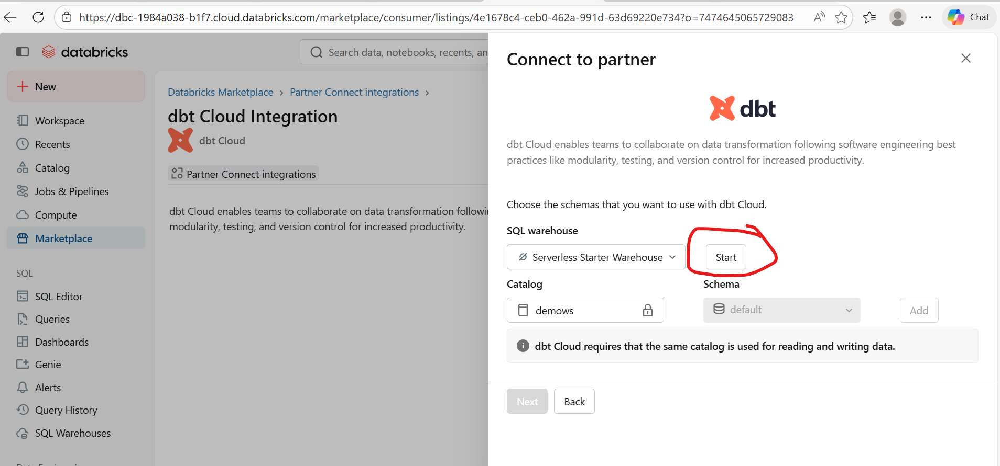 https://dbc-1984a038-b1f7.cloud.databricks.com/marketplace/consumer/listings/4e1678c4-ceb0-462a-991d-63d69220e734?o=7474645065729083
Chat
databricks
Search data, notebooks, recents, an
New
Workspace
Recents
Catalog
Jobs & Pipelines
Compute
Marketplace
SQL
SQL Editor
Queries
Dashboards
Genie
Alerts
Query History
SQL Warehouses
Databricks Marketplace › Partner Connect integrations ›
dbt Cloud Integration
dbt Cloud
Partner Connect integrations
dbt Cloud enables teams to collaborate on data transformation followi
modularity, testing, and version control for increased productivity.
Connect to partner
dbt
dbt Cloud enables teams to collaborate on data transformation following software engineering best
practices like modularity, testing, and version control for increased productivity.
Choose the schemas that you want to use with dbt Cloud.
SQL warehouse
Serverless Starter Warehouse
Start
Catalog
Schema
demows
default
Add
dbt Cloud requires that the same catalog is used for reading and writing data.
Next
Back